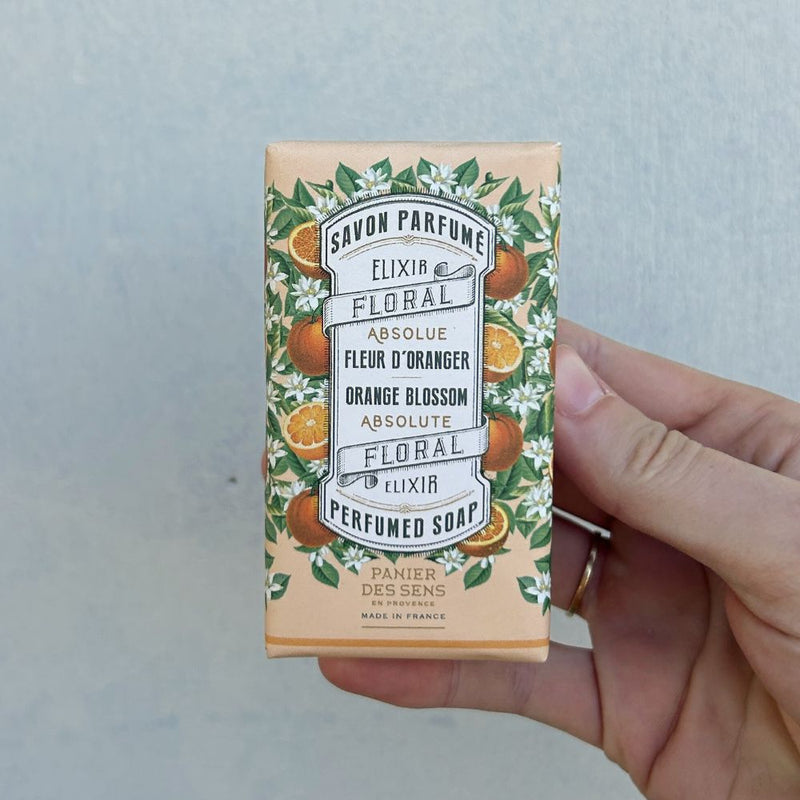 SAVON PARFUMÉ
ELIXIR
FLORAL
ABSOLUE
FLEUR D'ORANGER
ORANGE BLOSSOM
ABSOLUTE
FLORAL
ELIXIR
PERFUMED SOAP
PANIER
DES SENS
EN PROVENCE
MADE IN FRANCE